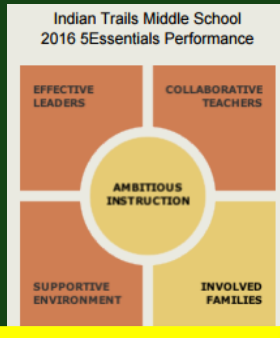 Indian Trails Middle School
2016 5Essentials Performance
EFFECTIVE
LEADERS
COLLABORATIVE
TEACHERS
AMBITIOUS
INSTRUCTION
SUPPORTIVE
ENVIRONMENT
INVOLVED
FAMILIES